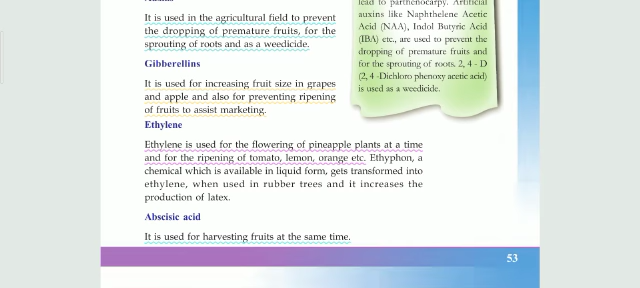 It is used in the agricultural field to prevent
the dropping of premature fruits, for the
sprouting of roots and as a weedicide.
Gibberellins
It is used for increasing fruit size in grapes
and apple and also for preventing ripening
of fruits to assist marketing.
Ethylene
Ethylene is used for the flowering of pineapple plants at a time
and for the ripening of tomato, lemon, orange etc. Ethyphon, a
chemical which is available in liquid form, gets transformed into
ethylene, when used in rubber trees and it increases the
production of latex.
Abscisic acid
It is used for harvesting fruits at the same time.
lead to parthenocarpy. Artificial
auxins like Naphthelene Acetic
Acid (NAA), Indol Butyric Acid
(IBA) etc., are used to prevent the
dropping of premature fruits and
for the sprouting of roots. 2, 4 - D
(2, 4 -Dichloro phenoxy acetic acid)
is used as a weedicide.
53